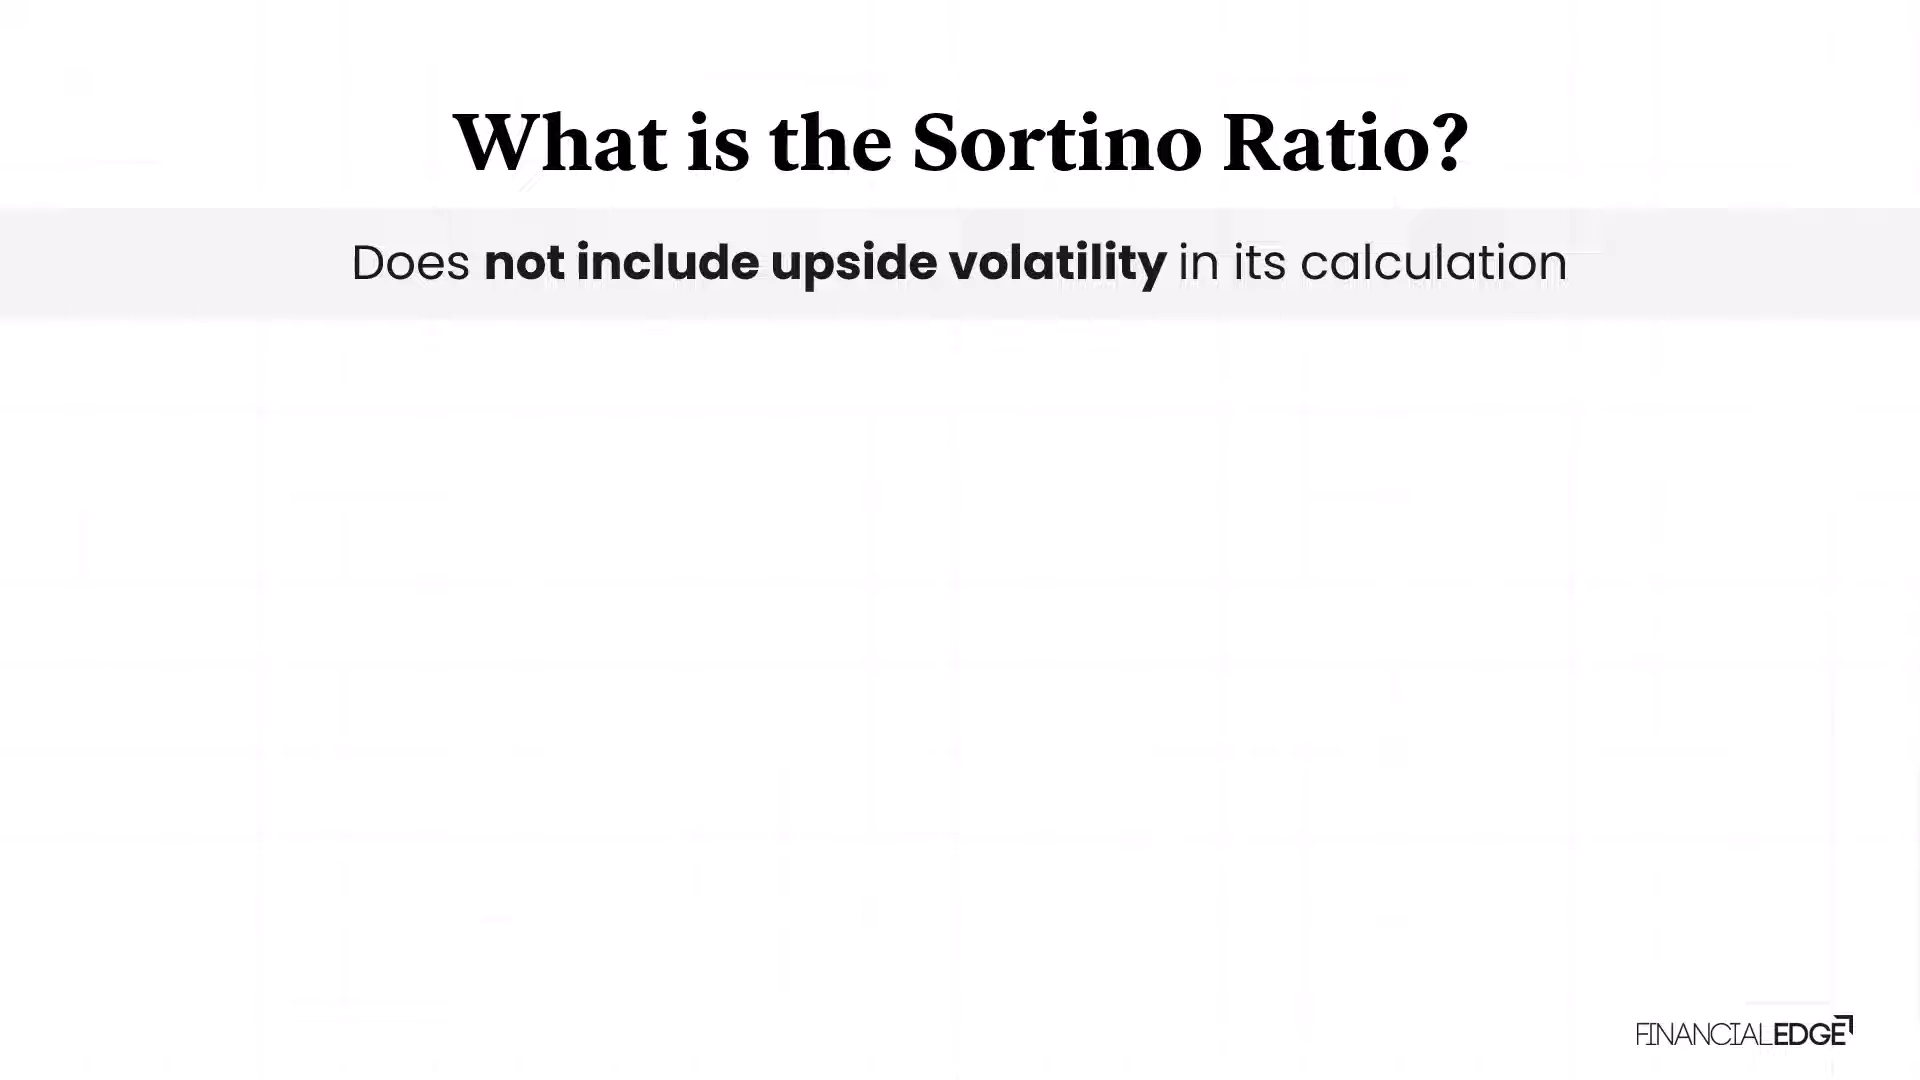 What is the Sortino Ratio?
Does not include upside volatility in its calculation
FINANCIALEDGE